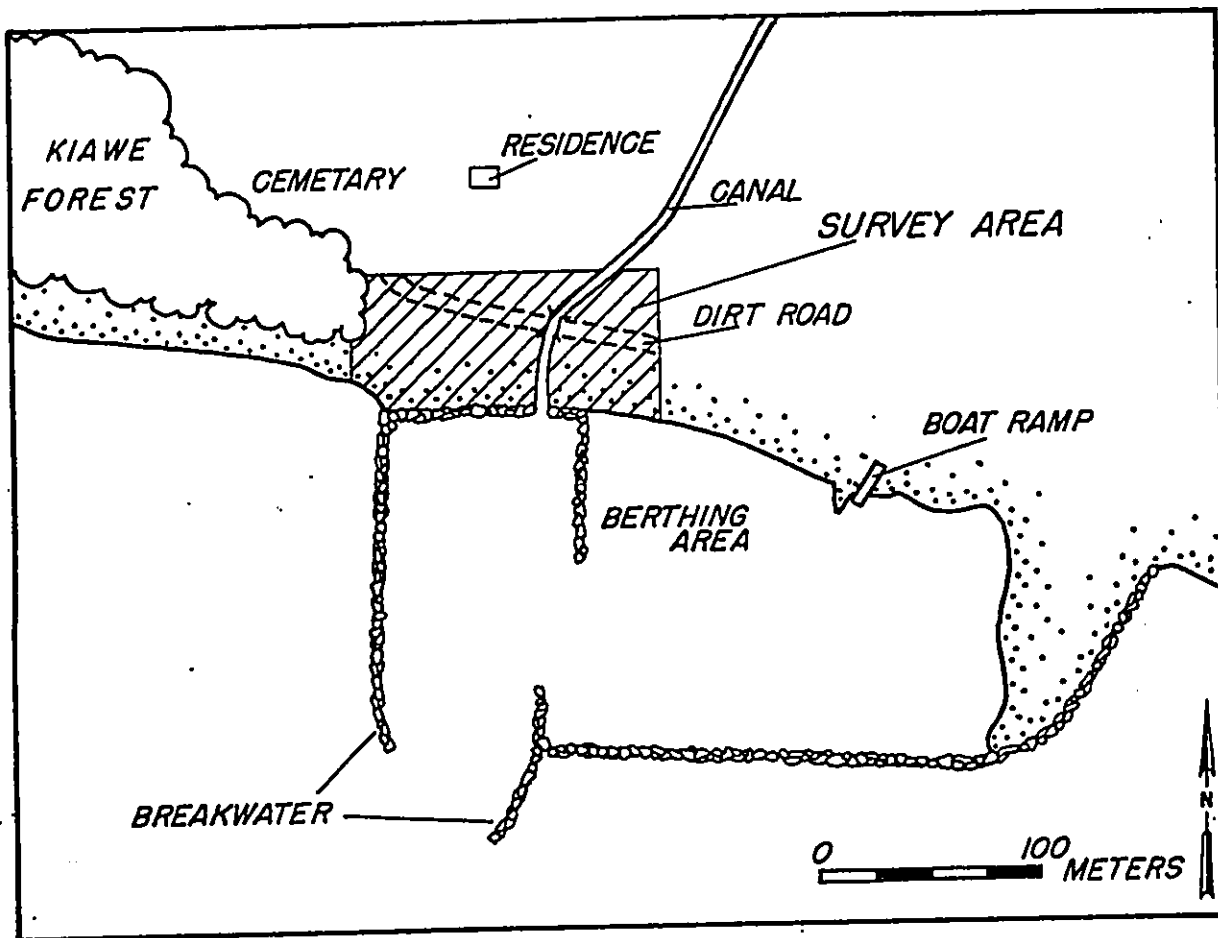 KIAWE
FOREST
CEMETARY
RESIDENCE
CANAL
SURVEY AREA
DIRT ROAD
BOAT RAMP
BERTHING
AREA
BREAKWATER
0 100 METERS
N